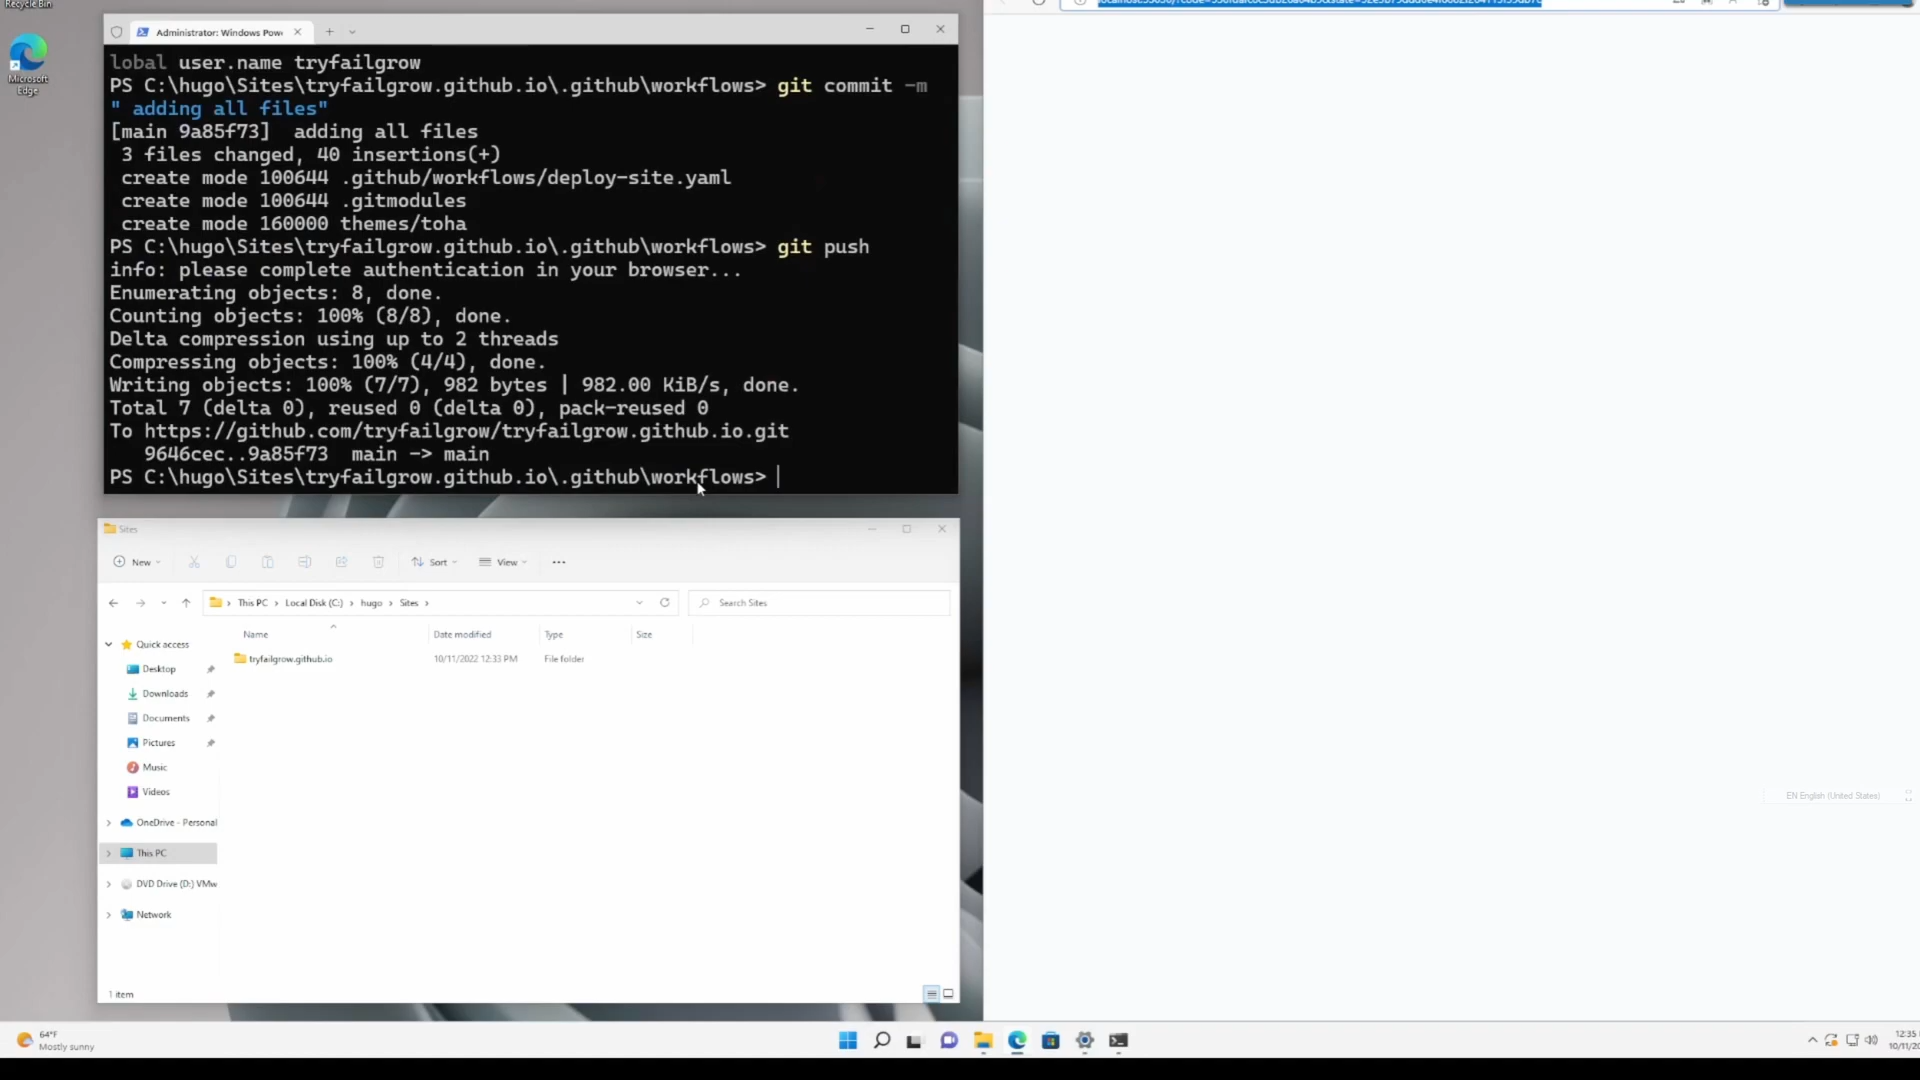 Recycle Bin
Microsoft
Edge
Administrator: Windows Pow
lobal user.name tryfailgrow
PS C:\hugo\Sites\tryfailgrow.github.io\.github\workflows> git commit -m
" adding all files"
[main 9a85f73]  adding all files
 3 files changed, 40 insertions(+)
 create mode 100644 .github/workflows/deploy-site.yaml
 create mode 100644 .gitmodules
 create mode 160000 themes/toha
PS C:\hugo\Sites\tryfailgrow.github.io\.github\workflows> git push
info: please complete authentication in your browser...
Enumerating objects: 8, done.
Counting objects: 100% (8/8), done.
Delta compression using up to 2 threads
Compressing objects: 100% (4/4), done.
Writing objects: 100% (7/7), 982 bytes | 982.00 KiB/s, done.
Total 7 (delta 0), reused 0 (delta 0), pack-reused 0
To https://github.com/tryfailgrow/tryfailgrow.github.io.git
   9646cec..9a85f73  main -> main
PS C:\hugo\Sites\tryfailgrow.github.io\.github\workflows>
Sites
New Sort View ...
This PC > Local Disk (C:) > hugo > Sites > Search Sites
Name Date modified Type Size
Quick access
tryfailgrow.github.io 10/11/2022 12:33 PM File folder
Desktop
Downloads
Documents
Pictures
Music
Videos
OneDrive - Personal
This PC
DVD Drive (D:) VMw
Network
1 item
EN English (United States)
64°F
Mostly sunny
12:35
10/11/20